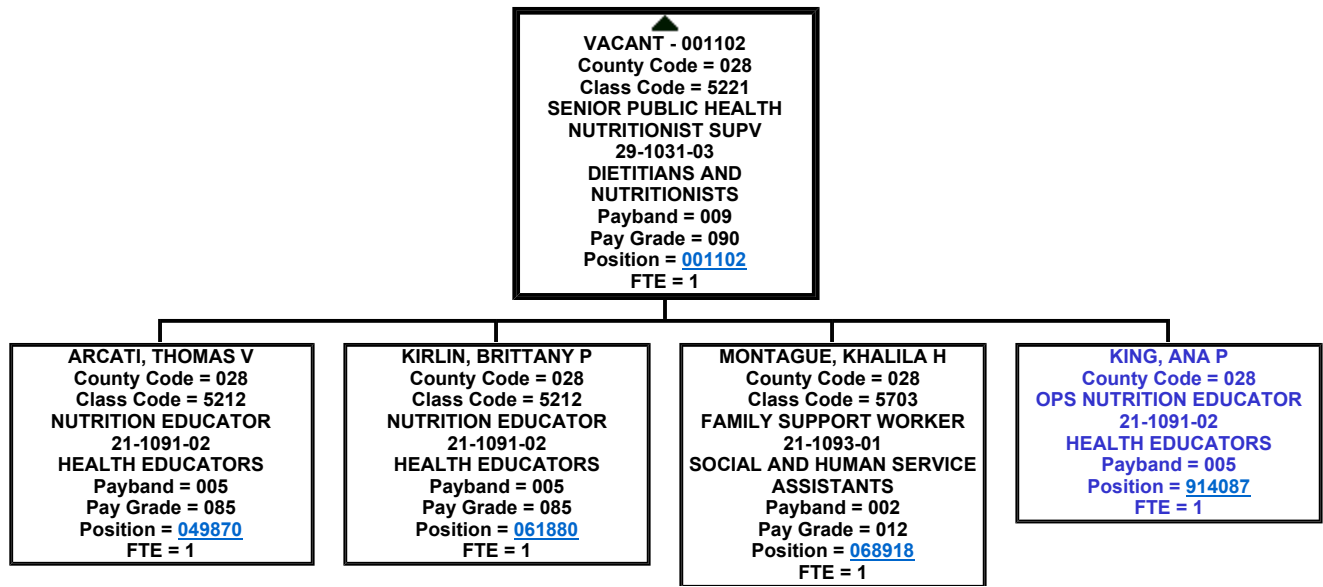 VACANT - 001102
County Code = 028
Class Code = 5221
SENIOR PUBLIC HEALTH
NUTRITIONIST SUPV
29-1031-03
DIETITIANS AND
NUTRITIONISTS
Payband = 009
Pay Grade = 090
Position = 001102
FTE = 1
ARCATI, THOMAS V
County Code = 028
Class Code = 5212
NUTRITION EDUCATOR
21-1091-02
HEALTH EDUCATORS
Payband = 005
Pay Grade = 085
Position = 049870
FTE = 1
KIRLIN, BRITTANY P
County Code = 028
Class Code = 5212
NUTRITION EDUCATOR
21-1091-02
HEALTH EDUCATORS
Payband = 005
Pay Grade = 085
Position = 061880
FTE = 1
MONTAGUE, KHALILA H
County Code = 028
Class Code = 5703
FAMILY SUPPORT WORKER
21-1093-01
SOCIAL AND HUMAN SERVICE
ASSISTANTS
Payband = 002
Pay Grade = 012
Position = 068918
FTE = 1
KING, ANA P
County Code = 028
OPS NUTRITION EDUCATOR
21-1091-02
HEALTH EDUCATORS
Payband = 005
Position = 914087
FTE = 1